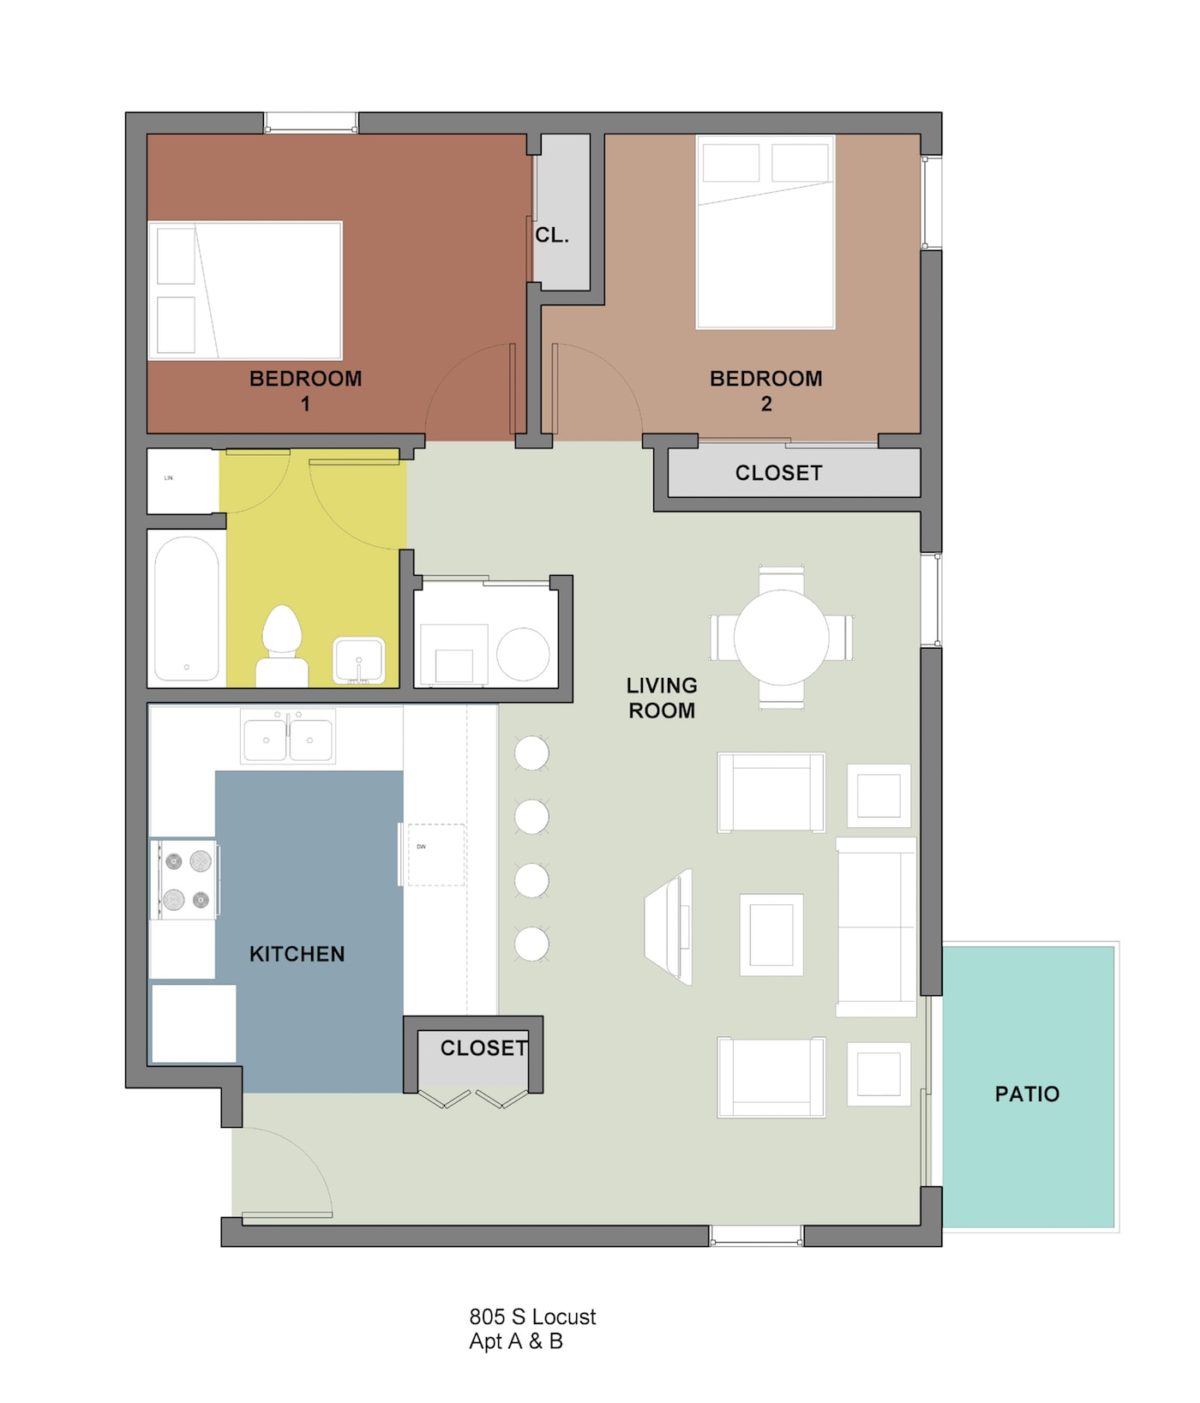 CL.
BEDROOM
1
BEDROOM
2
LIN
CLOSET
LIVING
ROOM
DW
KITCHEN
CLOSET
PATIO
805 S Locust
Apt A & B